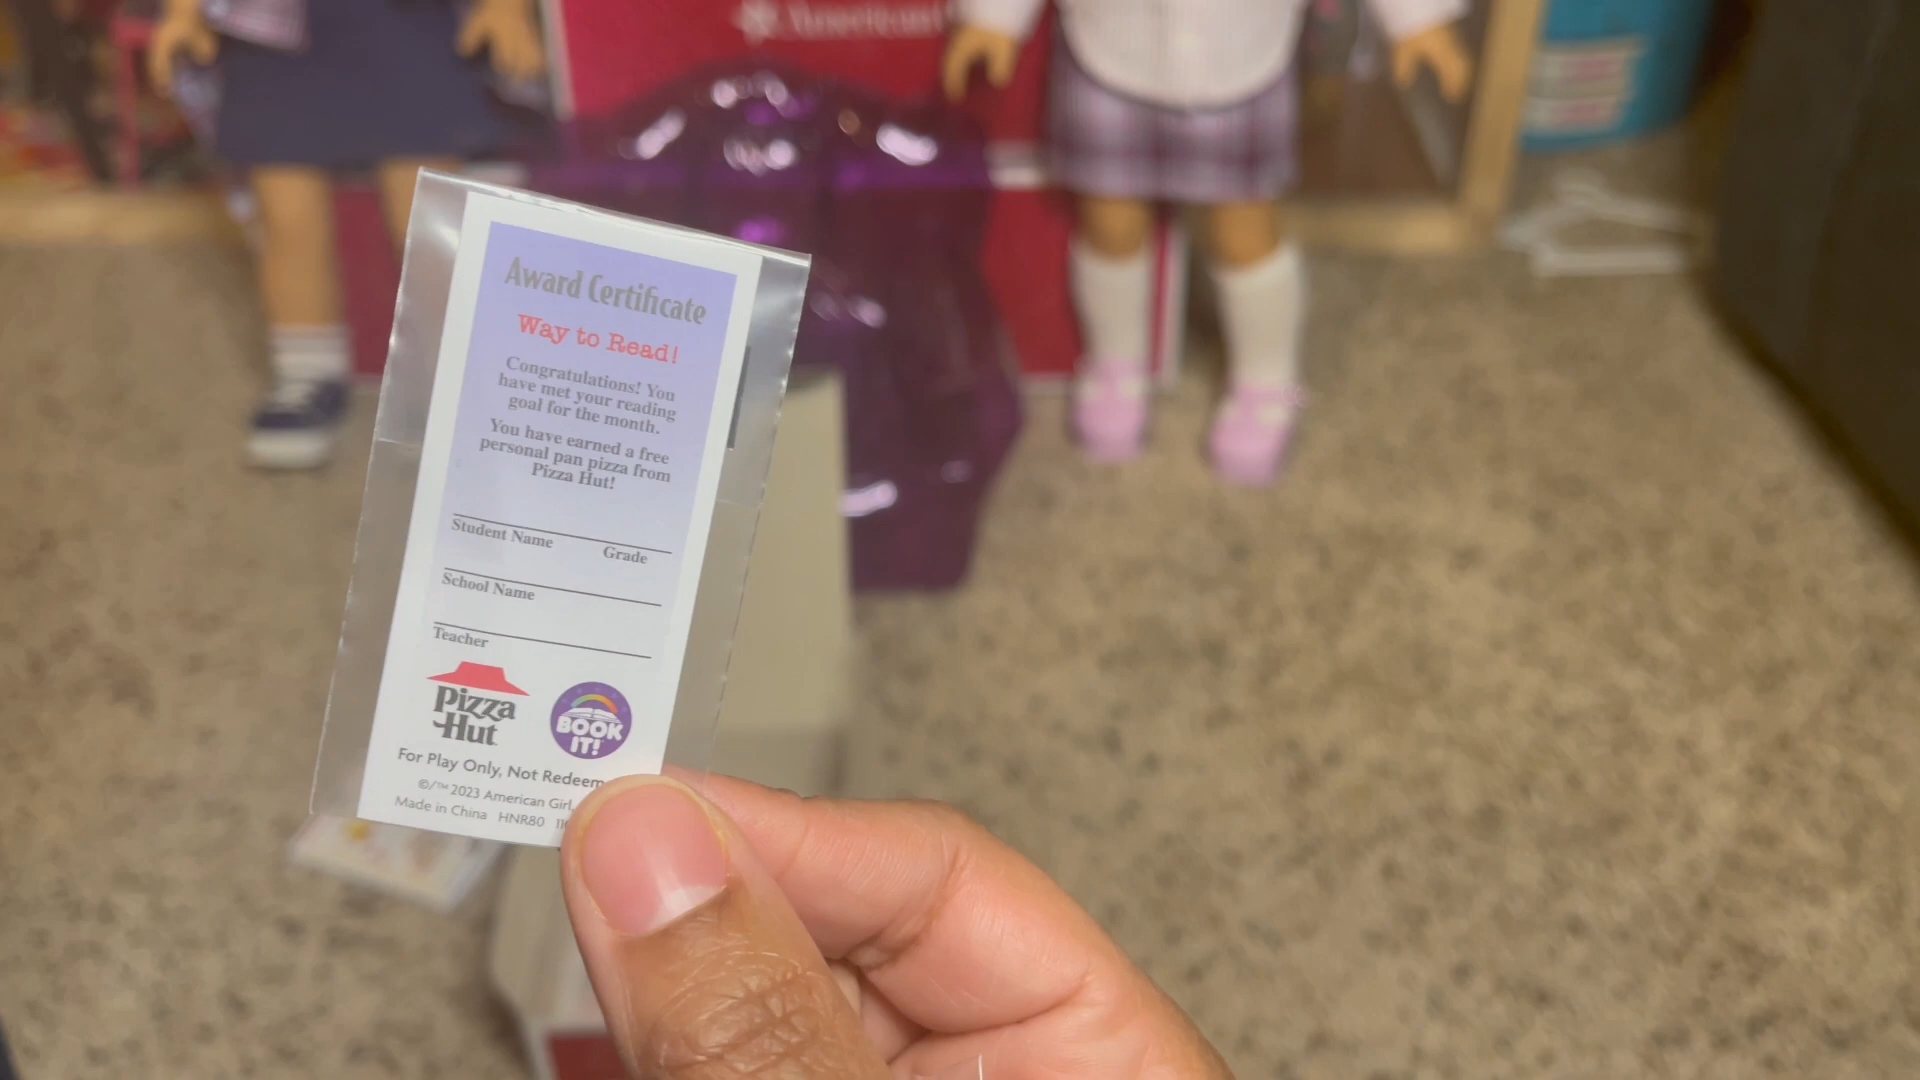 American
Award Certificate
Way to Read!
Congratulations! You
have met your reading
goal for the month.
You have earned a free
personal pan pizza from
Pizza Hut!
Student Name Grade
School Name
Teacher
Pizza
Hut
BOOK
IT!
For Play Only, Not
©/™ 2023 American Girl,
Made in China HNR80